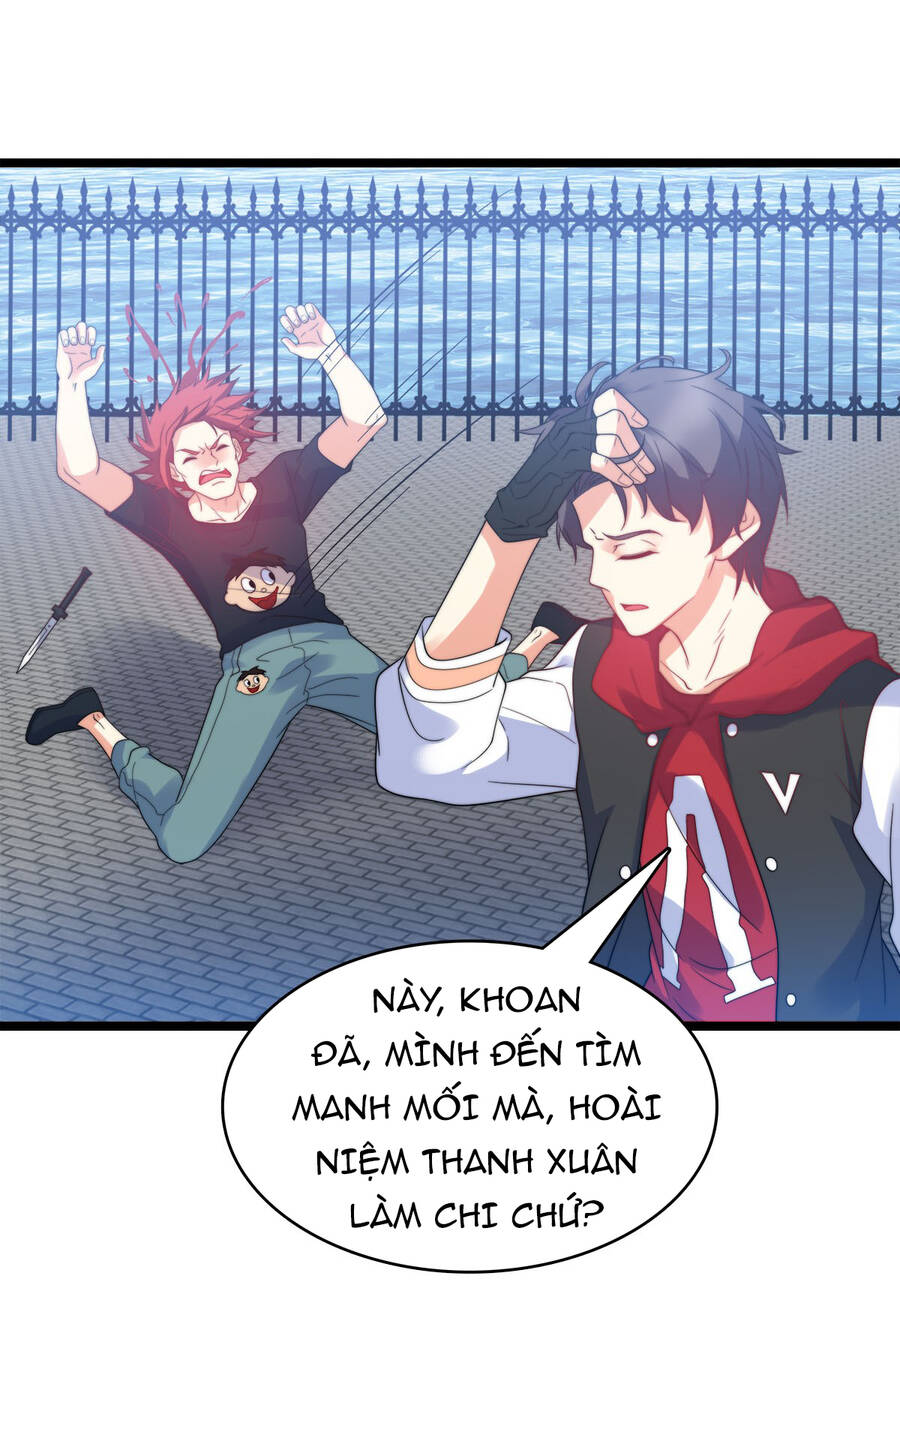 V
A
NÀY, KHOAN
ĐÃ, MÌNH ĐẾN TÌM
MANH MỐI MÀ, HOÀI
NIỆM THANH XUÂN
LÀM CHI CHỨ?